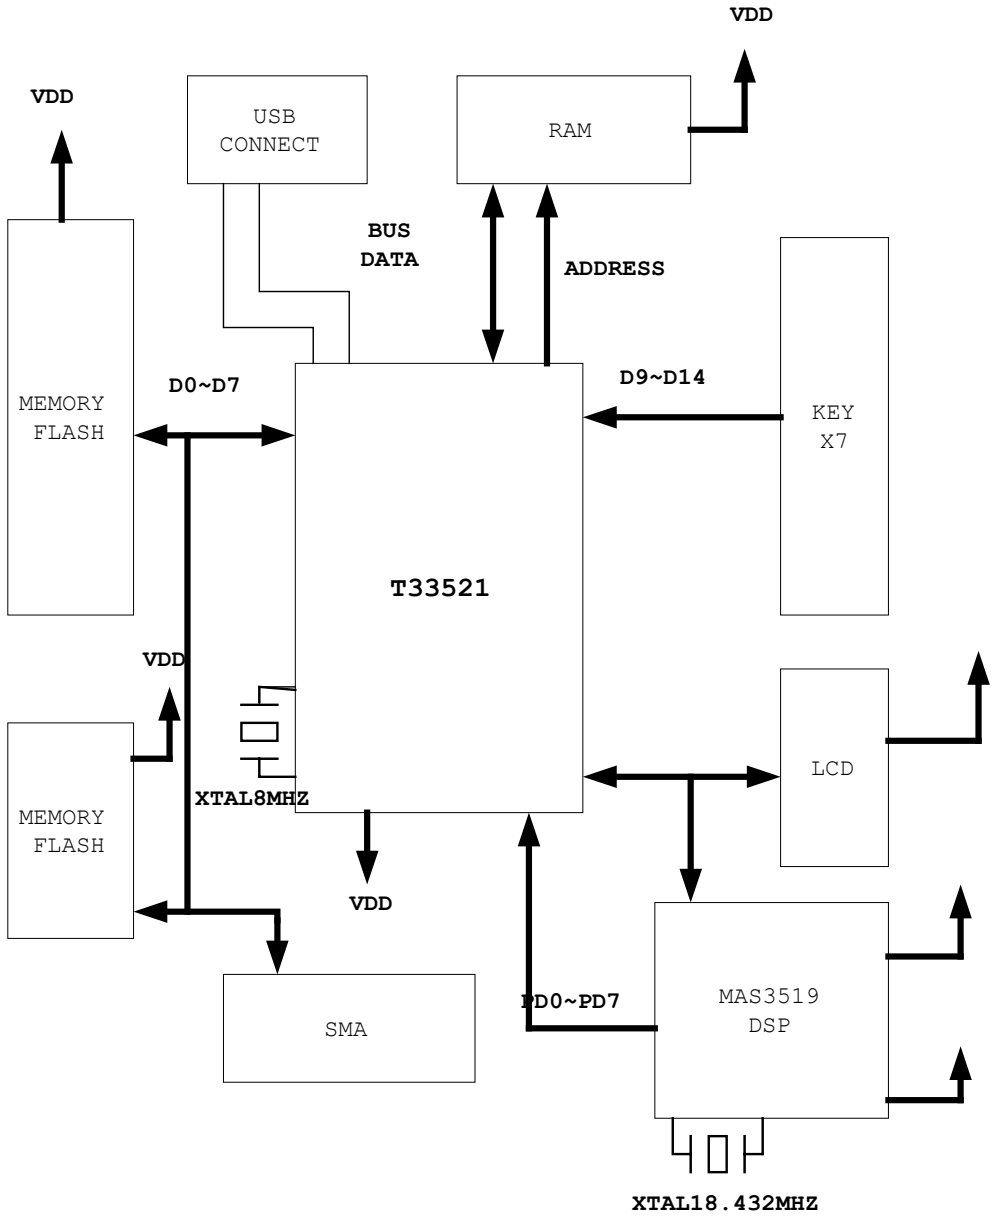 VDD
VDD
USB
CONNECT
RAM
BUS
DATA
ADDRESS
D0~D7
D9~D14
MEMORY
FLASH
KEY
X7
T33521
VDD
XTAL8MHZ
LCD
MEMORY
FLASH
VDD
PD0~PD7
MAS3519
DSP
SMA
XTAL18.432MHZ